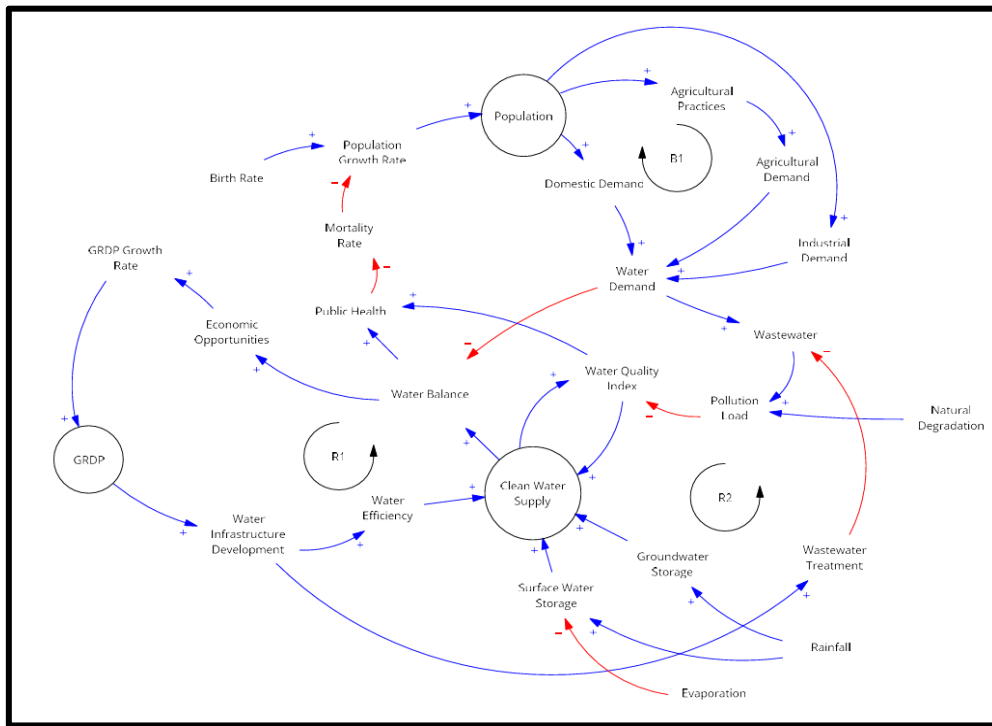 Population
Agricultural
Practices
Population
Growth Rate
B1
Agricultural
Demand
Birth Rate
Domestic Demand
Mortality
Rate
Industrial
Demand
GRDP Growth
Rate
Water
Demand
Public Health
Economic
Opportunities
Wastewater
Water Quality
Index
Water Balance
Pollution
Load
Natural
Degradation
R1
GRDP
Clean Water
Supply
R2
Water
Efficiency
Water
Infrastructure
Development
Groundwater
Storage
Wastewater
Treatment
Surface Water
Storage
Rainfall
Evaporation